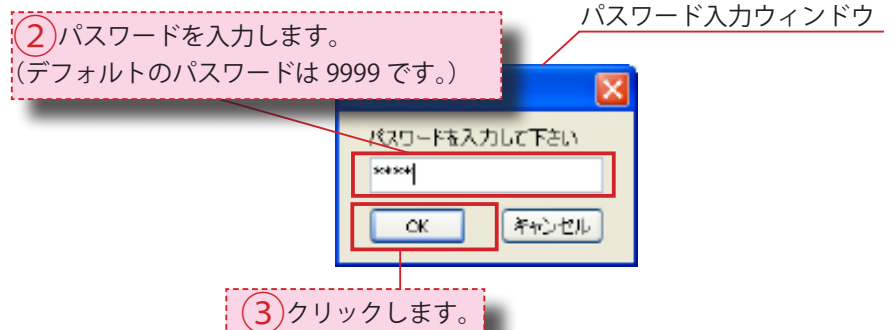 パスワード入力ウィンドウ
②パスワードを入力します。
(デフォルトのパスワードは 9999 です。)
パスワードを入力して下さい
****
OK キャンセル
③クリックします。